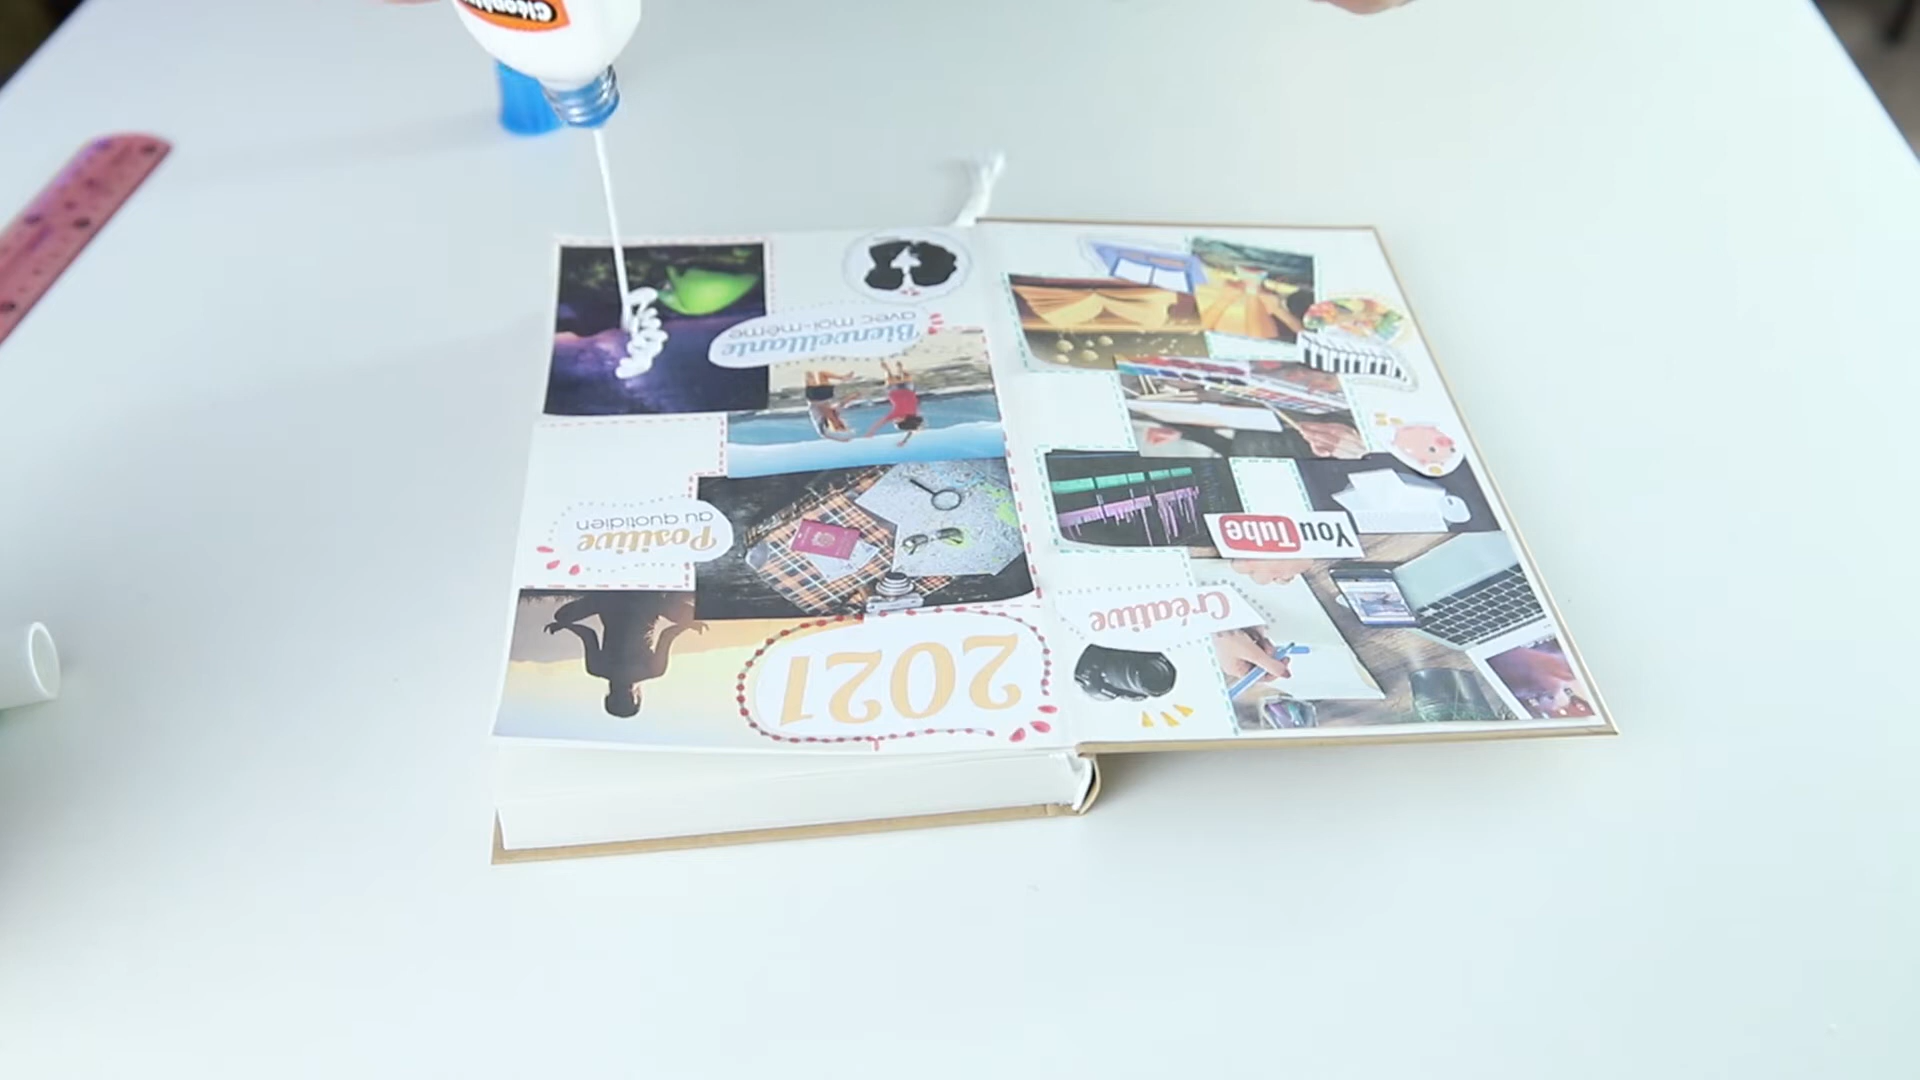 2021
Positive
au quotidien
Bienveillante
avec moi-même
Créative
YouTube